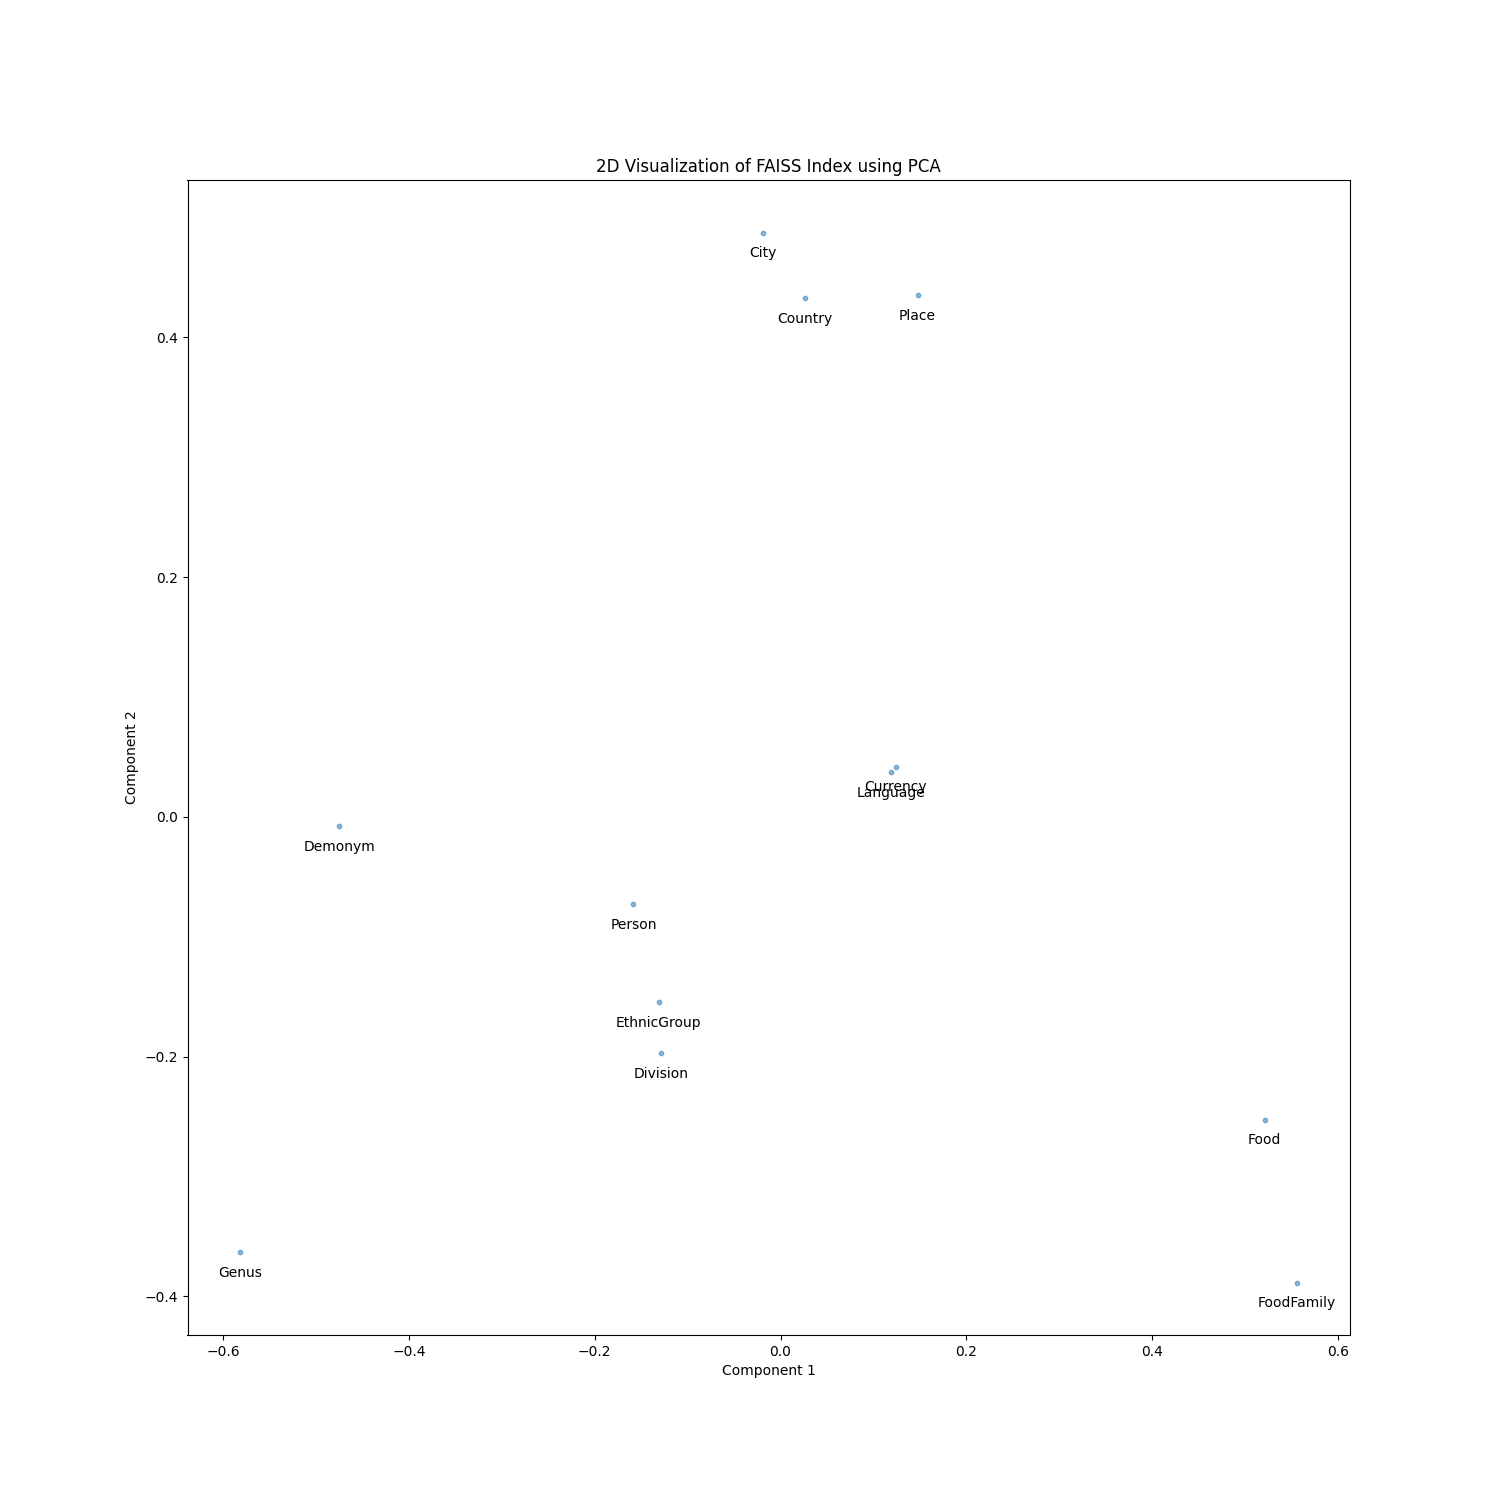 2D Visualization of FAISS Index using PCA
City
Country
Place
0.4
0.2
Currency
Language
Component 2
0.0
Demonym
Person
EthnicGroup
−0.2
Division
Food
Genus
−0.4
FoodFamily
−0.6
−0.4
−0.2
0.0
0.2
0.4
0.6
Component 1